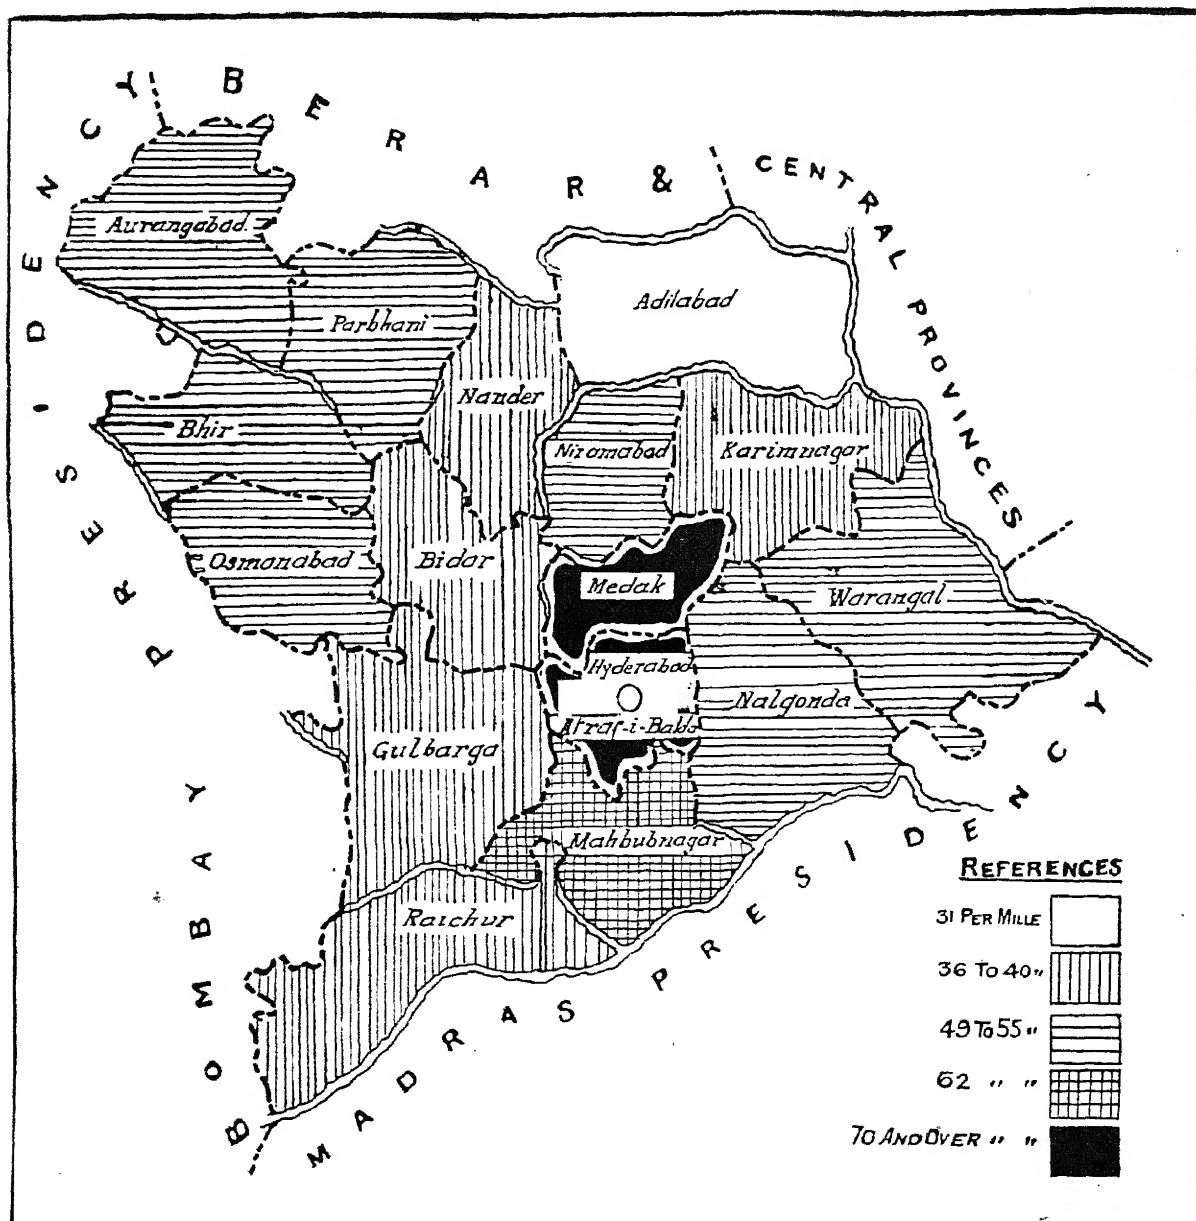 BERAR &
CENTRAL PROVINCES
BOMBAY PRESIDENCY
MADRAS PRESIDENCY
Aurangabad
Parbhani
Adilabad
Nander
Bhir
Nizamabad
Karimnagar
Osmanabad
Bidar
Medak
Warangal
Hyderabad
Nalgonda
Atraf-i-Balda
Gulbarga
Mahbubnagar
Raichur
REFERENCES
31 PER MILLE
36 TO 40 "
49 TO 55 "
62 " "
70 AND OVER " "